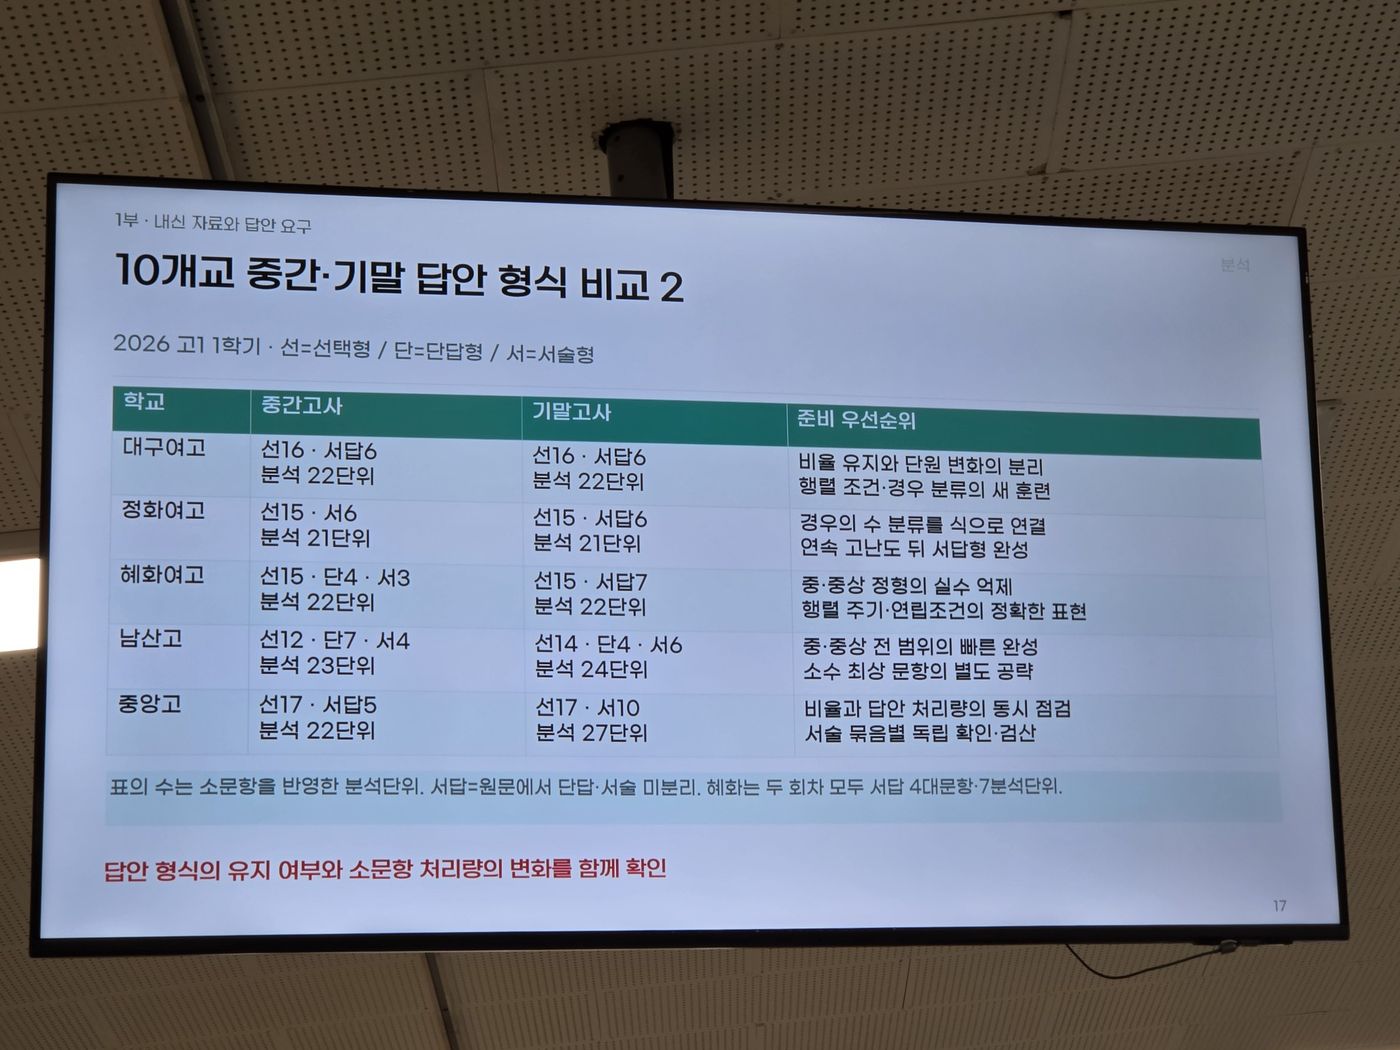 1부 · 내신 자료와 답안 요구
분석
10개교 중간·기말 답안 형식 비교 2
2026 고1 1학기 · 선=선택형 / 단=단답형 / 서=서술형
학교 중간고사 기말고사 준비 우선순위
대구여고 선16 · 서답6 선16 · 서답6 비율 유지와 단원 변화의 분리
분석 22단위 분석 22단위 행렬 조건·경우 분류의 새 훈련
정화여고 선15 · 서6 선15 · 서답6 경우의 수 분류를 식으로 연결
분석 21단위 분석 21단위 연속 고난도 뒤 서답형 완성
혜화여고 선15 · 단4 · 서3 선15 · 서답7 중·중상 정형의 실수 억제
분석 22단위 분석 22단위 행렬 주기·연립조건의 정확한 표현
남산고 선12 · 단7 · 서4 선14 · 단4 · 서6 중·중상 전 범위의 빠른 완성
분석 23단위 분석 24단위 소수 최상 문항의 별도 공략
중앙고 선17 · 서답5 선17 · 서10 비율과 답안 처리량의 동시 점검
분석 22단위 분석 27단위 서술 묶음별 독립 확인·검산
표의 수는 소문항을 반영한 분석단위. 서답=원문에서 단답·서술 미분리. 혜화는 두 회차 모두 서답 4대문항·7분석단위.
답안 형식의 유지 여부와 소문항 처리량의 변화를 함께 확인
17